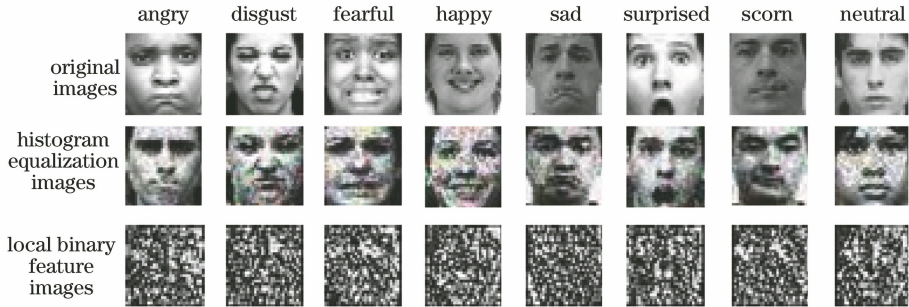 angry disgust fearful happy sad surprised scorn neutral
original
images
histogram
equalization
images
local binary
feature
images